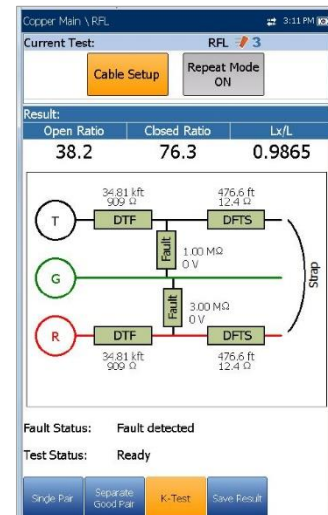 Copper Main \ RFL 3:11 PM
Current Test: RFL 3
Cable Setup
Repeat Mode
ON
Result:
Open Ratio Closed Ratio Lx/L
38.2 76.3 0.9865
34.81 kft 476.6 ft
909 Ω 12.4 Ω
T DTF DFTS
Fault 1.00 MΩ
0 V
G
Strap
Fault 3.00 MΩ
0 V
R DTF DFTS
34.81 kft 476.6 ft
909 Ω 12.4 Ω
Fault Status: Fault detected
Test Status: Ready
Single Pair
Separate
Good Pair
K-Test
Save Result